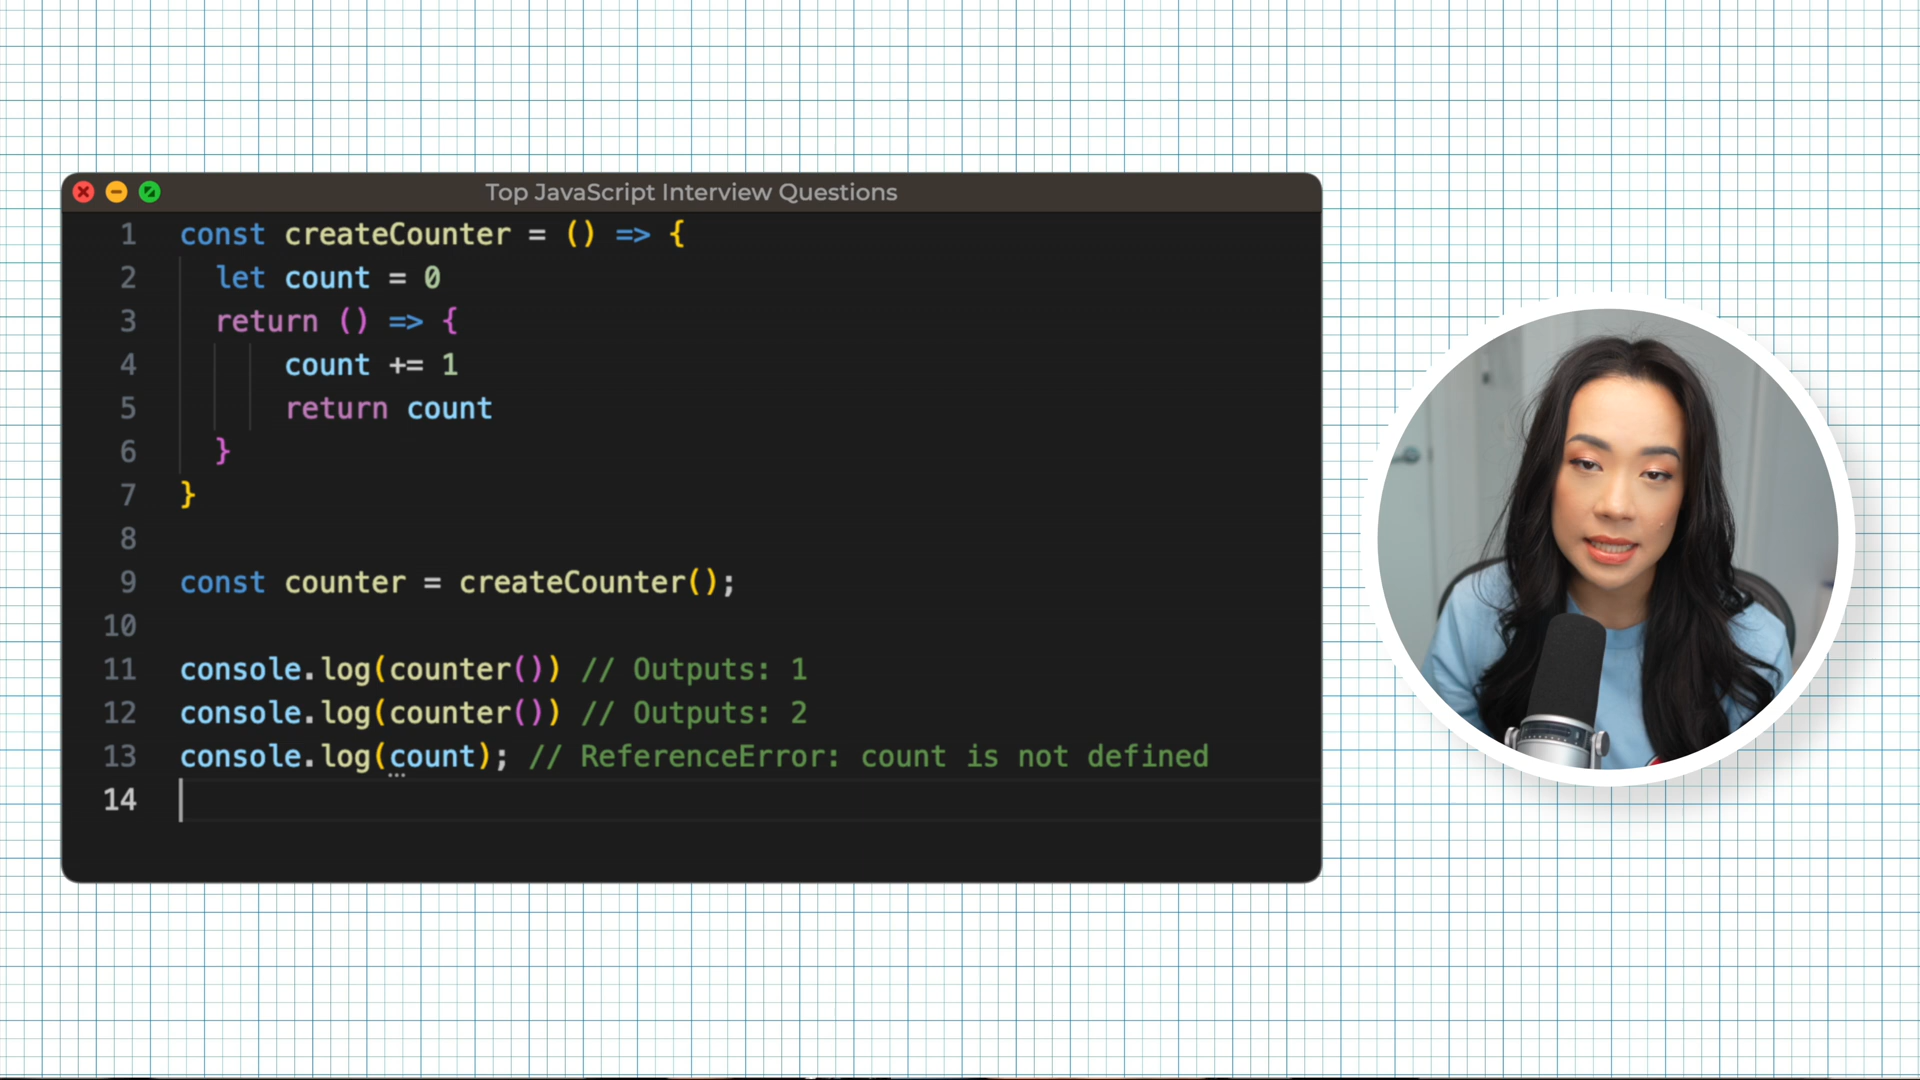 Top JavaScript Interview Questions
1 const createCounter = () => {
2 let count = 0
3 return () => {
4 count += 1
5 return count
6 }
7 }
8
9 const counter = createCounter();
10
11 console.log(counter()) // Outputs: 1
12 console.log(counter()) // Outputs: 2
13 console.log(count); // ReferenceError: count is not defined
14